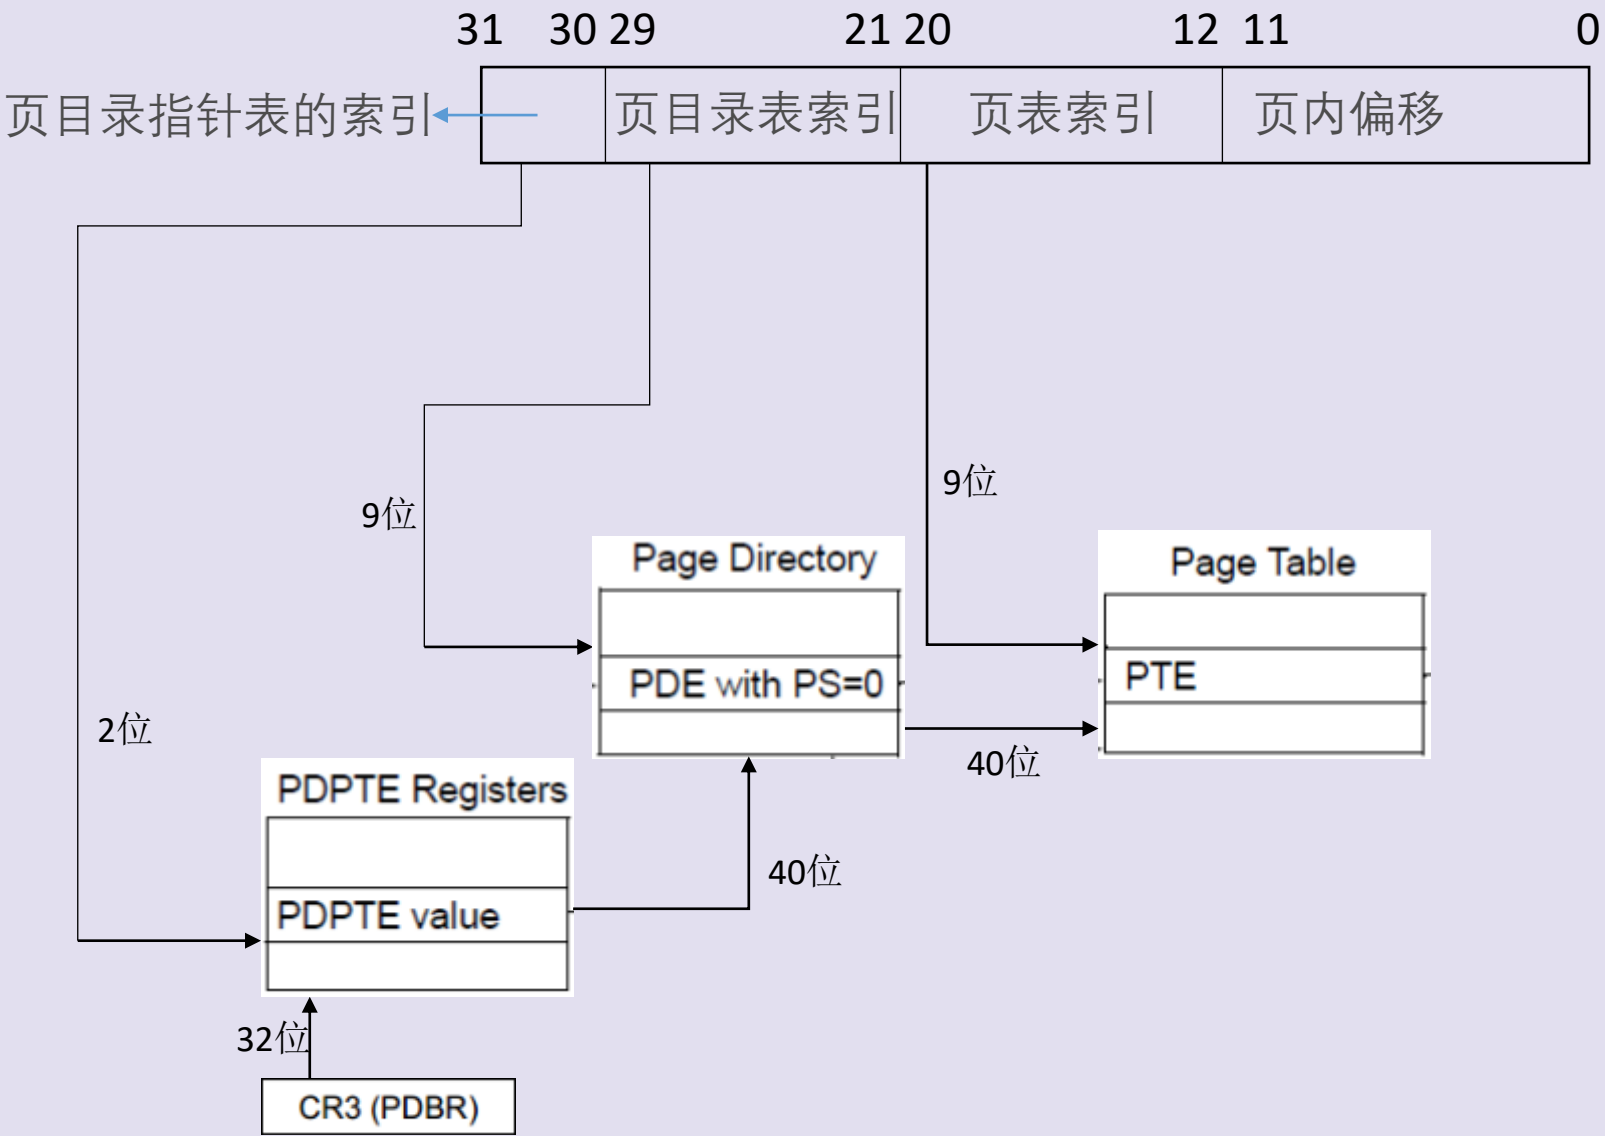 31 30 29 21 20 12 11 0
页目录指针表的索引 页目录表索引 页表索引 页内偏移
9位
9位
Page Directory
Page Table
PDE with PS=0
PTE
2位
40位
PDPTE Registers
40位
PDPTE value
32位
CR3 (PDBR)